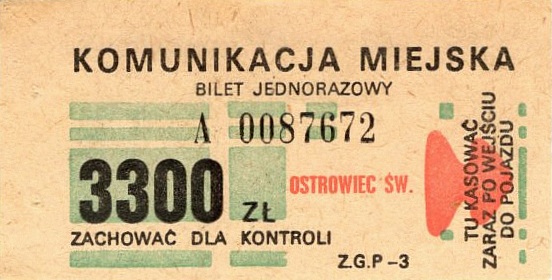 KOMUNIKACJA MIEJSKA
BILET JEDNORAZOWY
A 0087672
3300 ZŁ
OSTROWIEC ŚW.
ZACHOWAĆ DLA KONTROLI
Z.G.P-3
TU KASOWAĆ
ZARAZ PO WEJŚCIU
DO POJAZDU